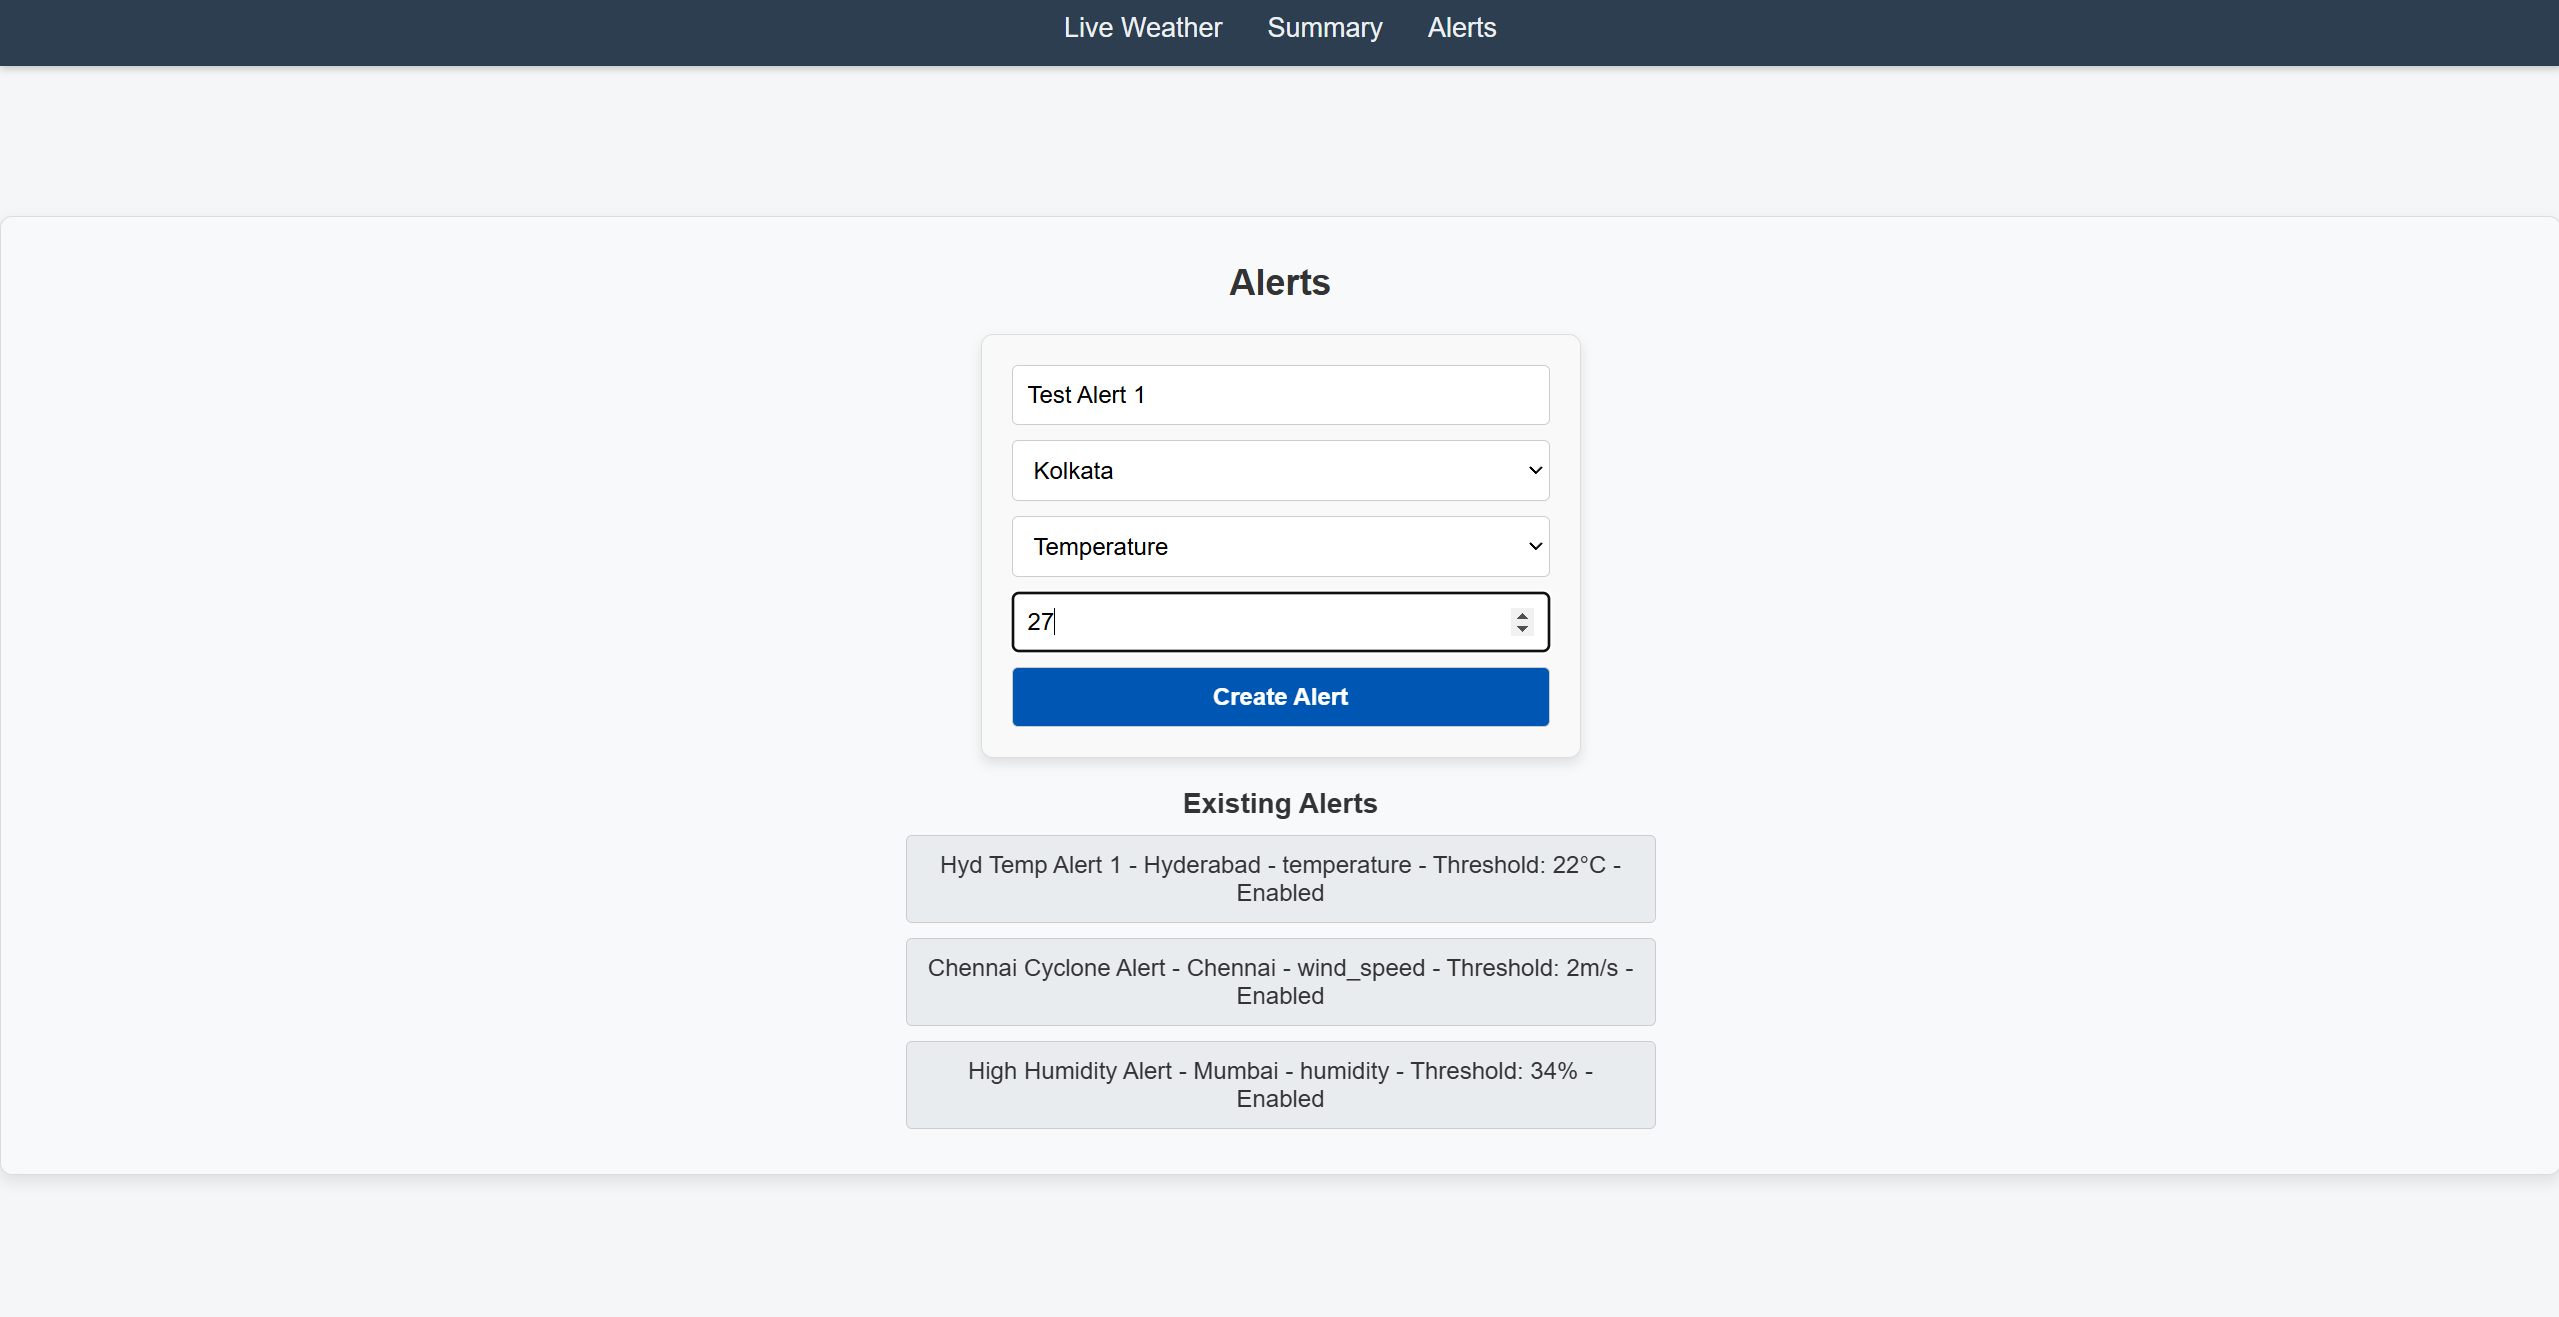 Live Weather Summary Alerts
Alerts
Test Alert 1
Kolkata
Temperature
27
Create Alert
Existing Alerts
Hyd Temp Alert 1 - Hyderabad - temperature - Threshold: 22°C -
Enabled
Chennai Cyclone Alert - Chennai - wind_speed - Threshold: 2m/s -
Enabled
High Humidity Alert - Mumbai - humidity - Threshold: 34% -
Enabled